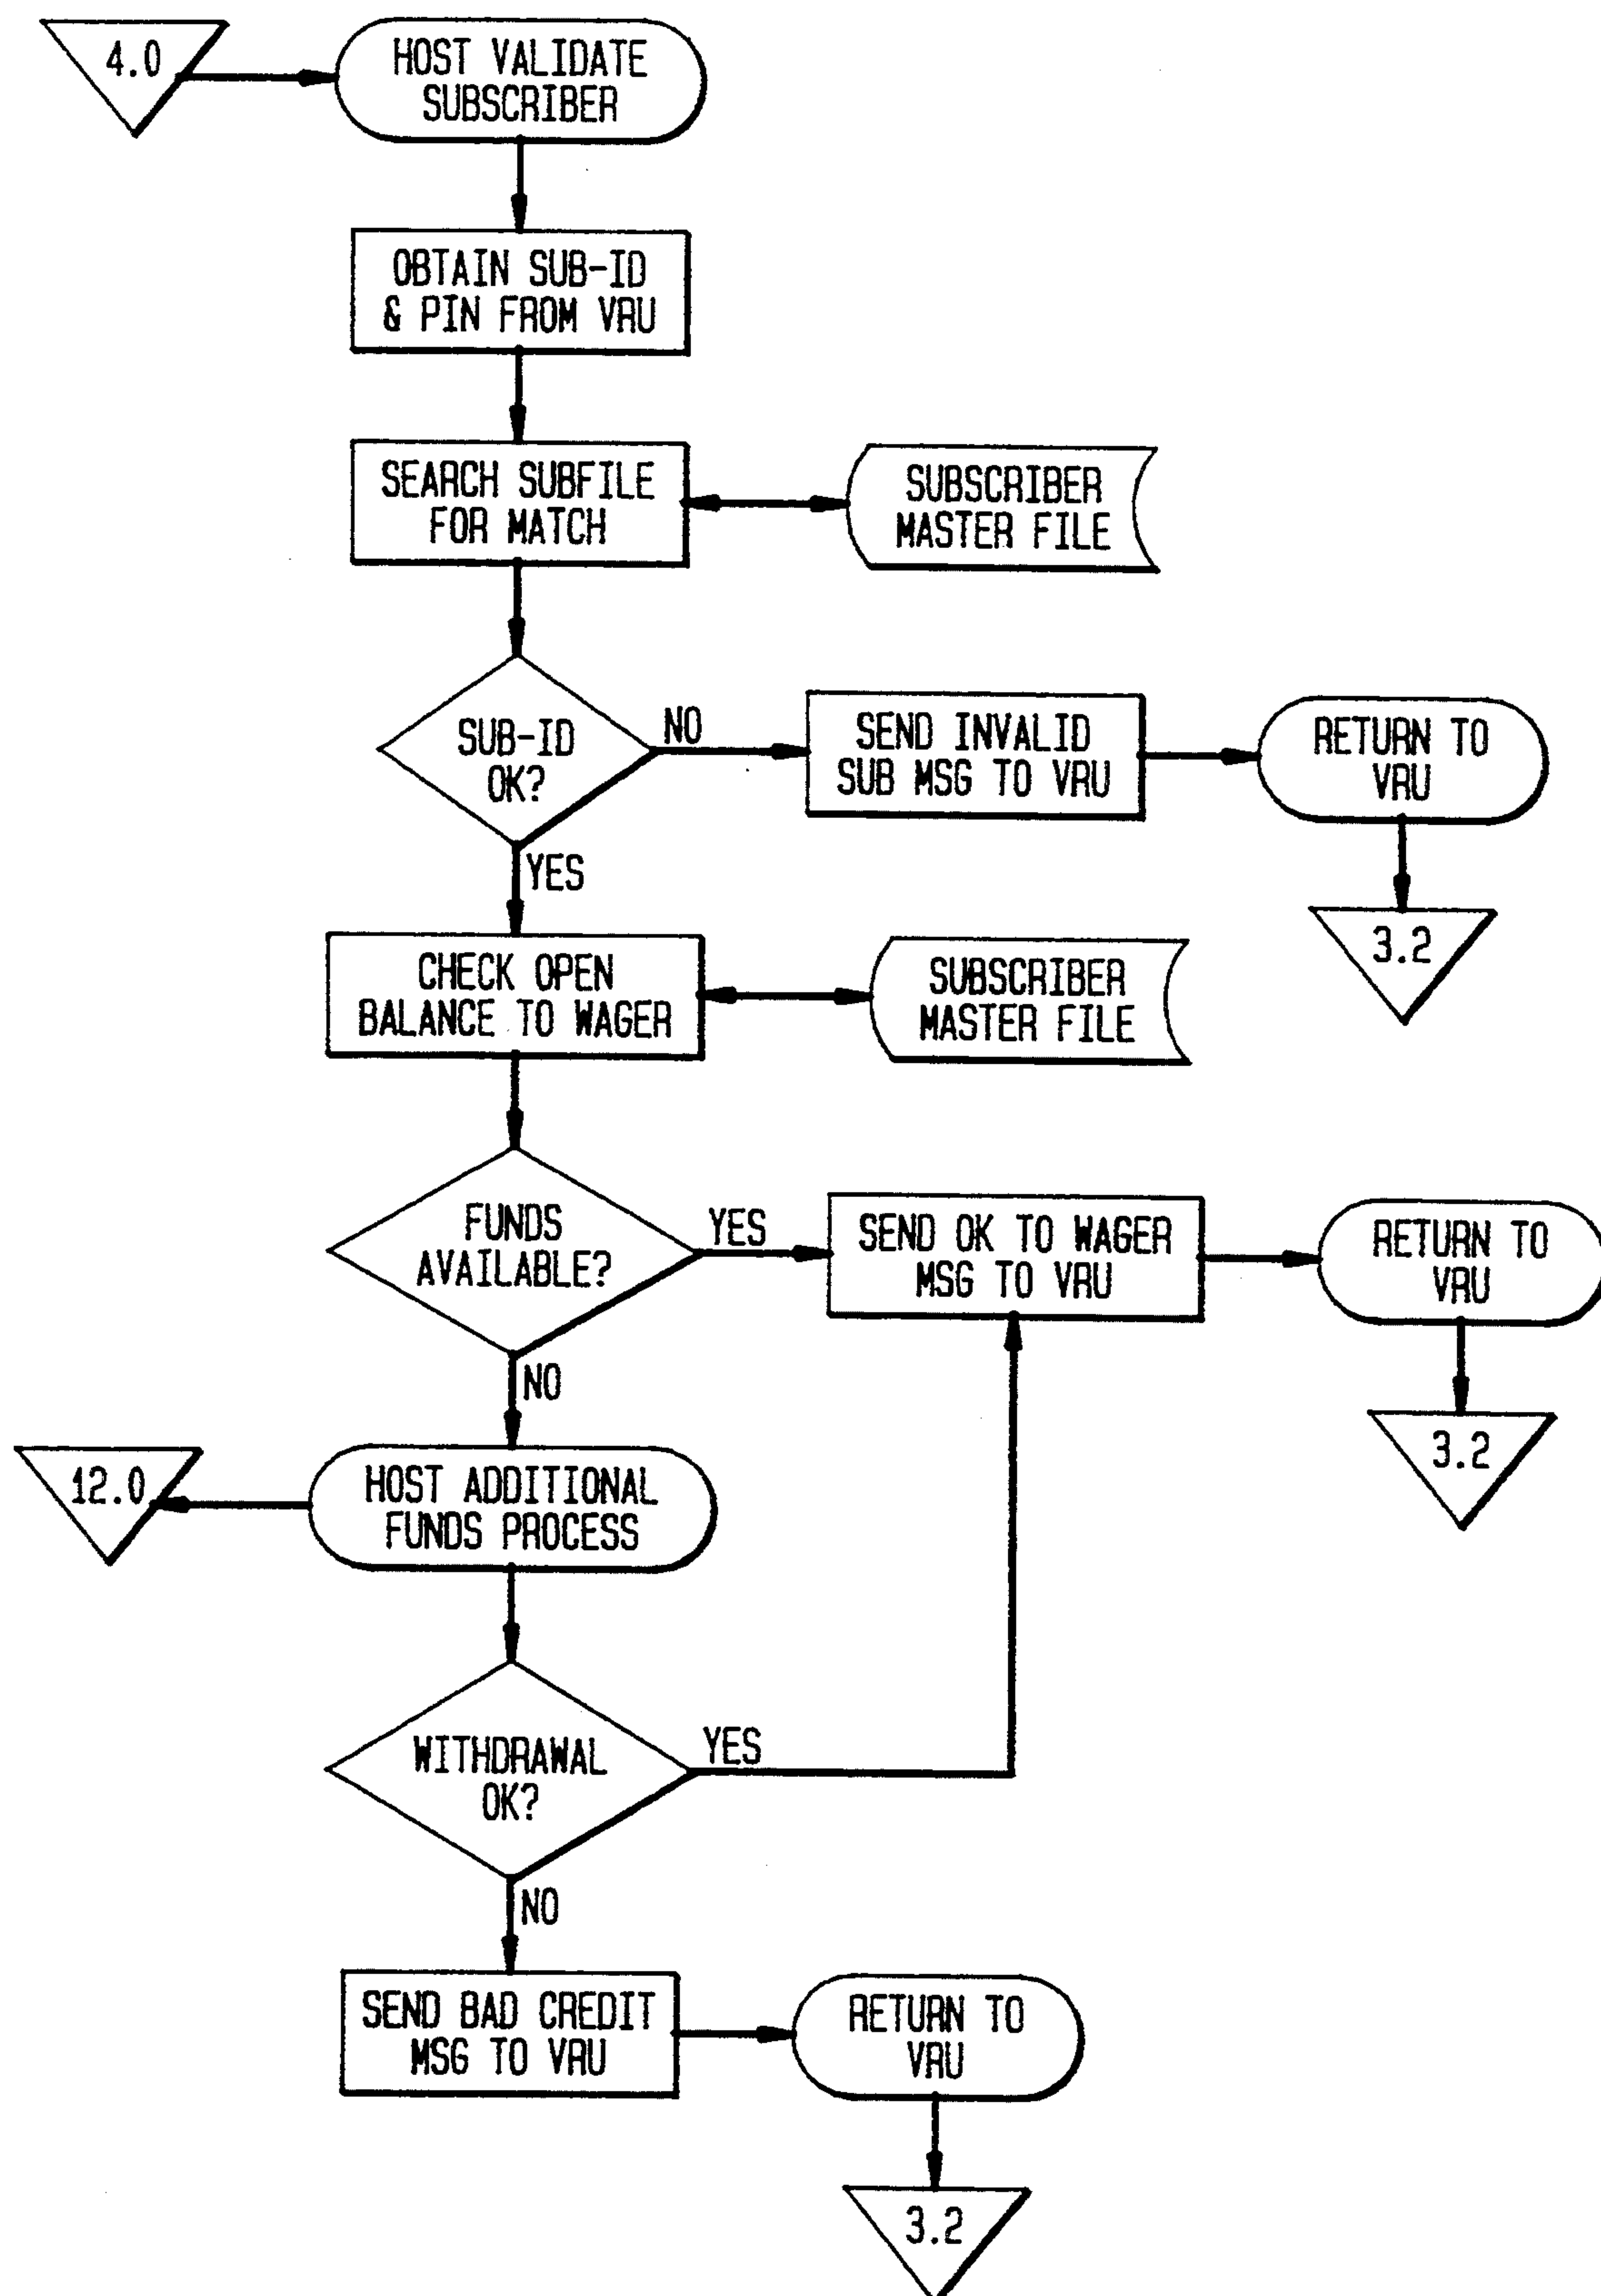 4.0
HOST VALIDATE
SUBSCRIBER
OBTAIN SUB-ID
& PIN FROM VRU
SEARCH SUBFILE
FOR MATCH
SUBSCRIBER
MASTER FILE
SUB-ID
OK?
NO
SEND INVALID
SUB MSG TO VRU
RETURN TO
VRU
3.2
YES
CHECK OPEN
BALANCE TO WAGER
SUBSCRIBER
MASTER FILE
FUNDS
AVAILABLE?
YES
SEND OK TO WAGER
MSG TO VRU
RETURN TO
VRU
3.2
NO
12.0
HOST ADDITIONAL
FUNDS PROCESS
WITHDRAWAL
OK?
YES
NO
SEND BAD CREDIT
MSG TO VRU
RETURN TO
VRU
3.2